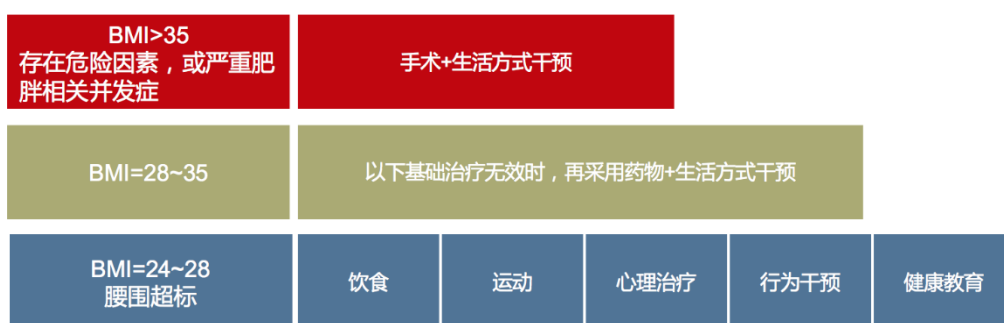 BMI>35
存在危险因素，或严重肥
胖相关并发症
手术+生活方式干预
BMI=28~35
以下基础治疗无效时，再采用药物+生活方式干预
BMI=24~28
腰围超标
饮食
运动
心理治疗
行为干预
健康教育